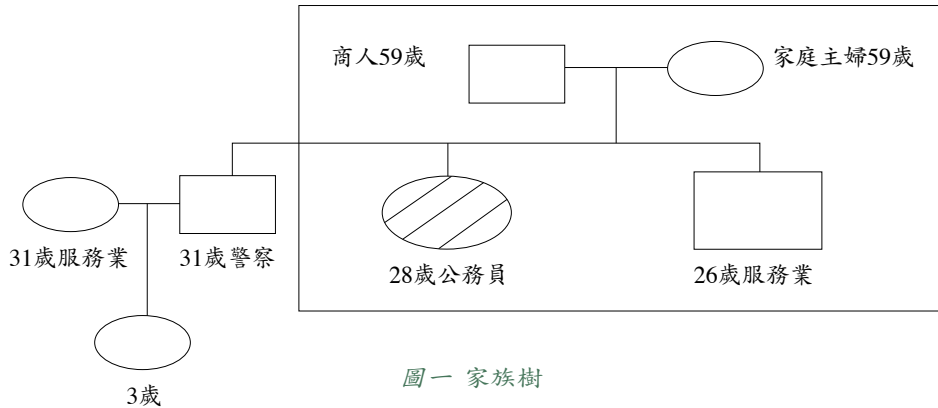 商人59歲
家庭主婦59歲
31歲服務業
31歲警察
28歲公務員
26歲服務業
3歲
圖一 家族樹